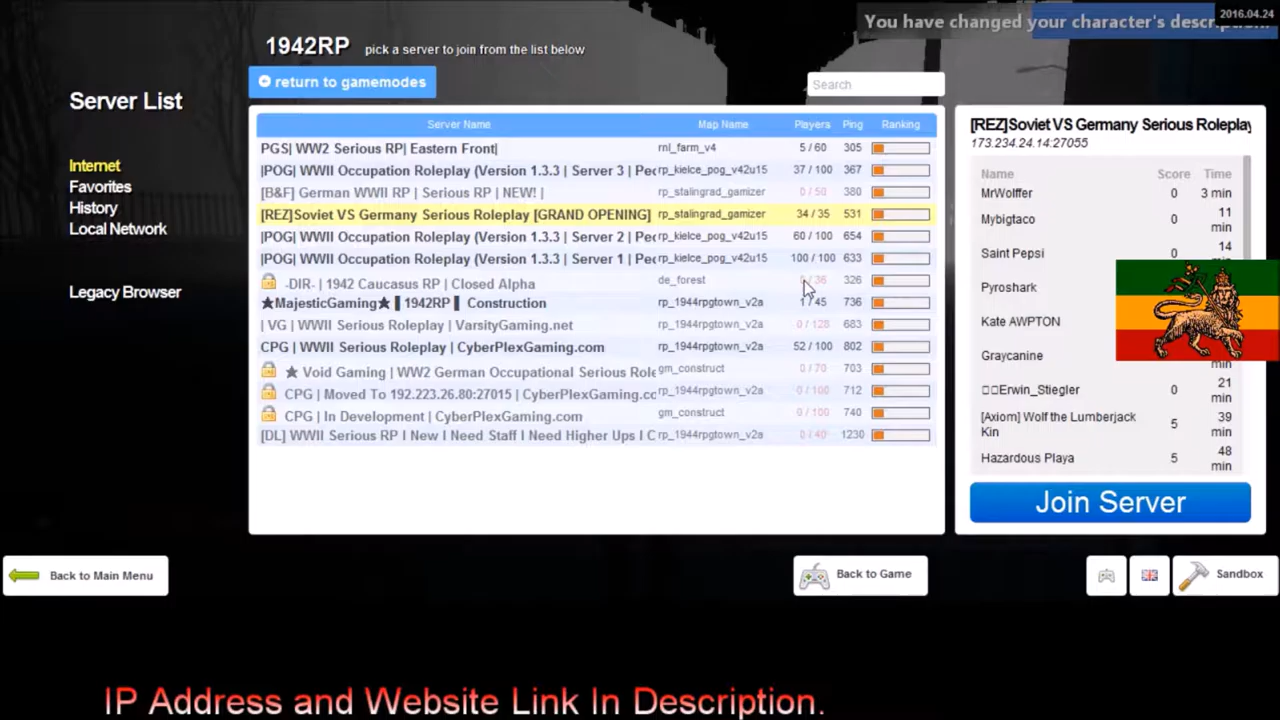 2016.04.24
You have changed your character's description.
1942RP pick a server to join from the list below
return to gamemodes
Search
Server List
Internet
Favorites
History
Local Network
Legacy Browser
Server Name Map Name Players Ping Ranking
PGS| WW2 Serious RP| Eastern Front| rnl_farm_v4 5 / 60 305
|POG| WWII Occupation Roleplay (Version 1.3.3 | Server 3 | Pec rp_kielce_pog_v42u15 37 / 100 367
[B&F] German WWII RP | Serious RP | NEW! | rp_stalingrad_gamizer 0 / 50 380
[REZ]Soviet VS Germany Serious Roleplay [GRAND OPENING] rp_stalingrad_gamizer 34 / 35 531
|POG| WWII Occupation Roleplay (Version 1.3.3 | Server 2 | Pec rp_kielce_pog_v42u15 60 / 100 654
|POG| WWII Occupation Roleplay (Version 1.3.3 | Server 1 | Pec rp_kielce_pog_v42u15 100 / 100 633
-DIR- | 1942 Caucasus RP | Closed Alpha de_forest / 36 326
★MajesticGaming★▐ 1942RP ▌ Construction rp_1944rpgtown_v2a 1 / 45 736
| VG | WWII Serious Roleplay | VarsityGaming.net rp_1944rpgtown_v2a 0 / 128 683
CPG | WWII Serious Roleplay | CyberPlexGaming.com rp_1944rpgtown_v2a 52 / 100 802
★ Void Gaming | WW2 German Occupational Serious Role gm_construct 0 / 70 703
CPG | Moved To 192.223.26.80:27015 | CyberPlexGaming.co rp_1944rpgtown_v2a 0 / 100 712
CPG | In Development | CyberPlexGaming.com gm_construct 0 / 100 740
[DL] WWII Serious RP I New I Need Staff I Need Higher Ups I C rp_1944rpgtown_v2a 0 / 40 1230
[REZ]Soviet VS Germany Serious Roleplay
173.234.24.14:27055
Name Score Time
MrWolffer 0 3 min
Mybigtaco 0 11 min
Saint Pepsi 0 14 min
Pyroshark
Kate AWPTON
Graycanine min
Erwin_Stiegler 0 21 min
[Axiom] Wolf the Lumberjack Kin 5 39 min
Hazardous Playa 5 48 min
Join Server
Back to Main Menu
Back to Game
Sandbox
IP Address and Website Link In Description.